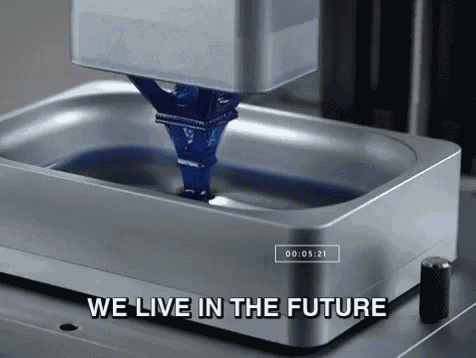 00:05:21
WE LIVE IN THE FUTURE